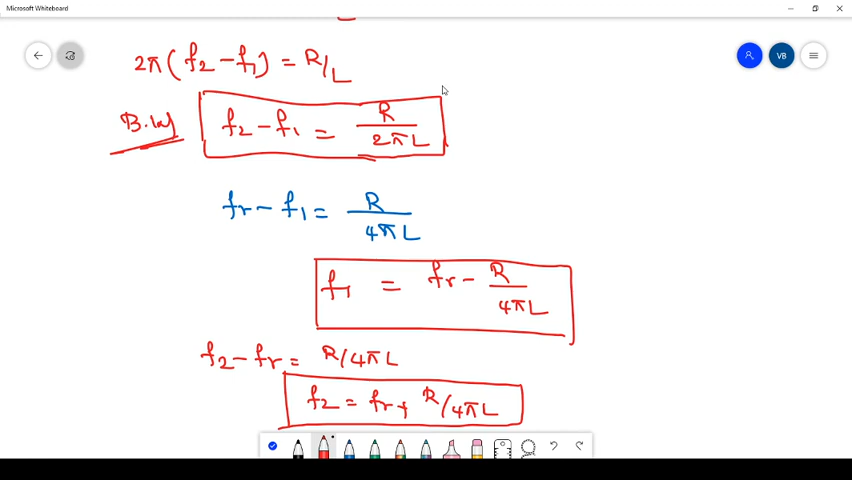 Microsoft Whiteboard
VB
2π(f₂ - f₁) = R/L
B.W
f₂ - f₁ = R/2πL
fr - f₁ = R/4πL
f₁ = fr - R/4πL
f₂ - fr = R/4πL
f₂ = fr + R/4πL